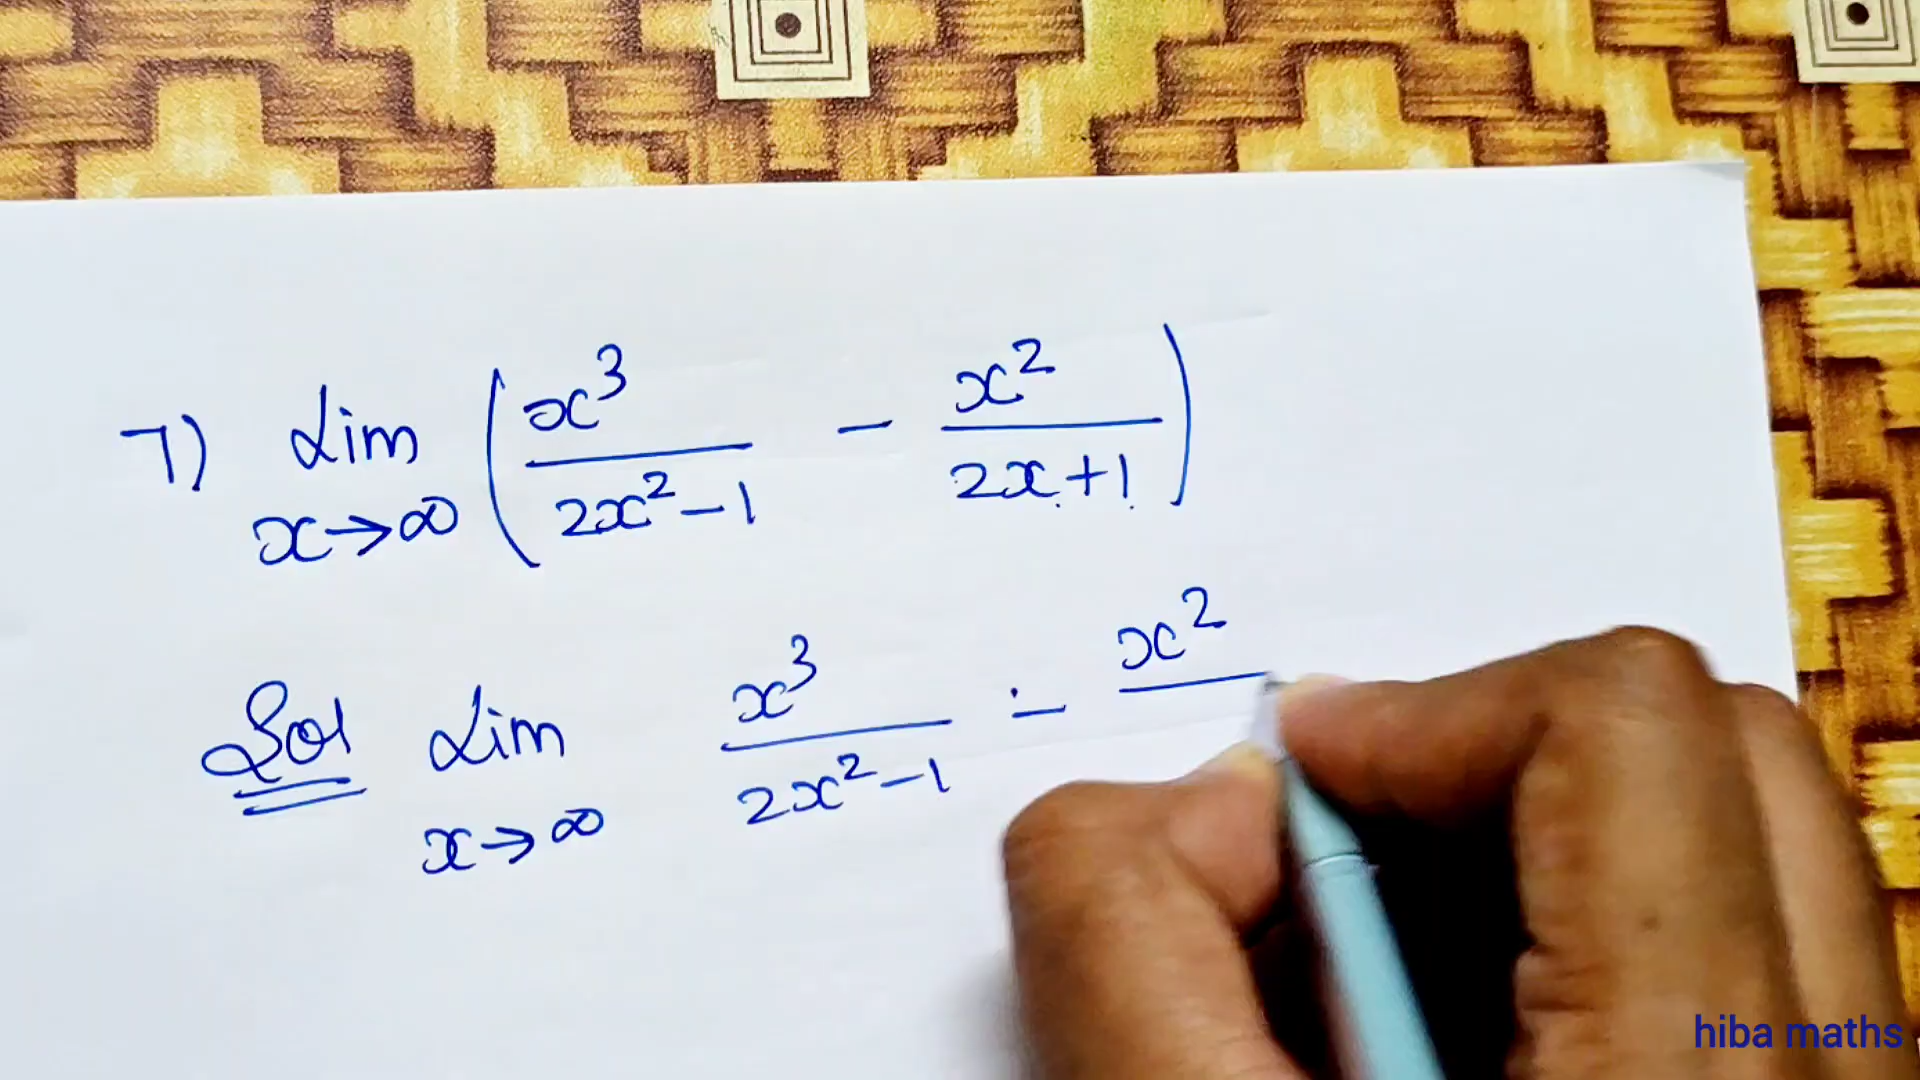 7) Lim x→∞ (x³/(2x²-1) - x²/(2x+1))
Sol Lim x→∞ x³/(2x²-1) - x²/
hiba maths